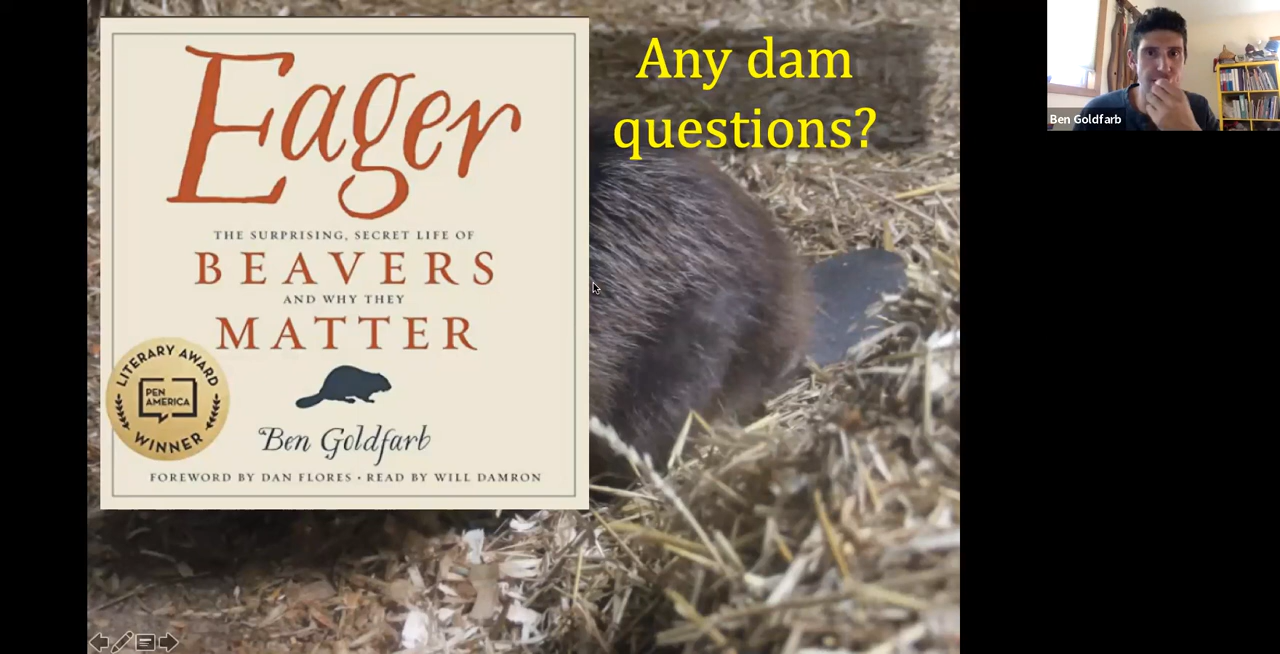 Eager
THE SURPRISING, SECRET LIFE OF
BEAVERS
AND WHY THEY
MATTER
LITERARY AWARD
PEN
AMERICA
WINNER
Ben Goldfarb
FOREWORD BY DAN FLORES • READ BY WILL DAMRON
Any dam
questions?
Ben Goldfarb